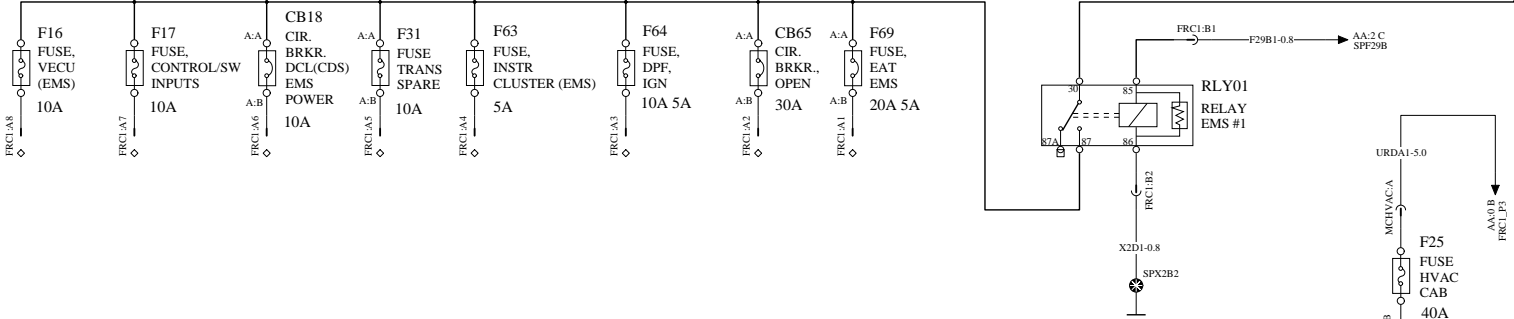 F16
FUSE,
VECU
(EMS)
10A
FRC1:A8
F17
FUSE,
CONTROL/SW
INPUTS
10A
FRC1:A7
CB18
CIR.
BRKR.
DCL(CDS)
EMS
POWER
10A
A:A
A:B
FRC1:A6
F31
FUSE
TRANS
SPARE
10A
A:A
A:B
FRC1:A5
F63
FUSE,
INSTR
CLUSTER (EMS)
5A
FRC1:A4
F64
FUSE,
DPF,
IGN
10A 5A
FRC1:A3
CB65
CIR.
BRKR.,
OPEN
30A
A:A
A:B
FRC1:A2
F69
FUSE,
EAT
EMS
20A 5A
A:A
A:B
FRC1:A1
FRC1:B1
F29B1-0.8
AA:2 C
SPF29B
RLY01
RELAY
EMS #1
30
85
87A
87
86
FRC1:B2
X2D1-0.8
SPX2B2
URDA1-5.0
MCHVAC:A
AA:0 B
FRC1_P3
F25
FUSE
HVAC
CAB
40A
B